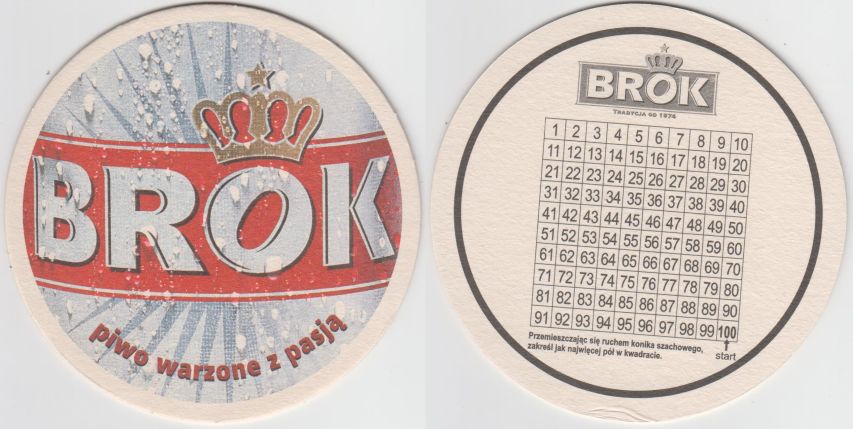 BROK
piwo warzone z pasją
BROK
TRADYCJA OD 1974
1 2 3 4 5 6 7 8 9 10
11 12 13 14 15 16 17 18 19 20
21 22 23 24 25 26 27 28 29 30
31 32 33 34 35 36 37 38 39 40
41 42 43 44 45 46 47 48 49 50
51 52 53 54 55 56 57 58 59 60
61 62 63 64 65 66 67 68 69 70
71 72 73 74 75 76 77 78 79 80
81 82 83 84 85 86 87 88 89 90
91 92 93 94 95 96 97 98 99 100
Przemieszczając się ruchem konika szachowego,
zakreśl jak najwięcej pół w kwadracie.
start